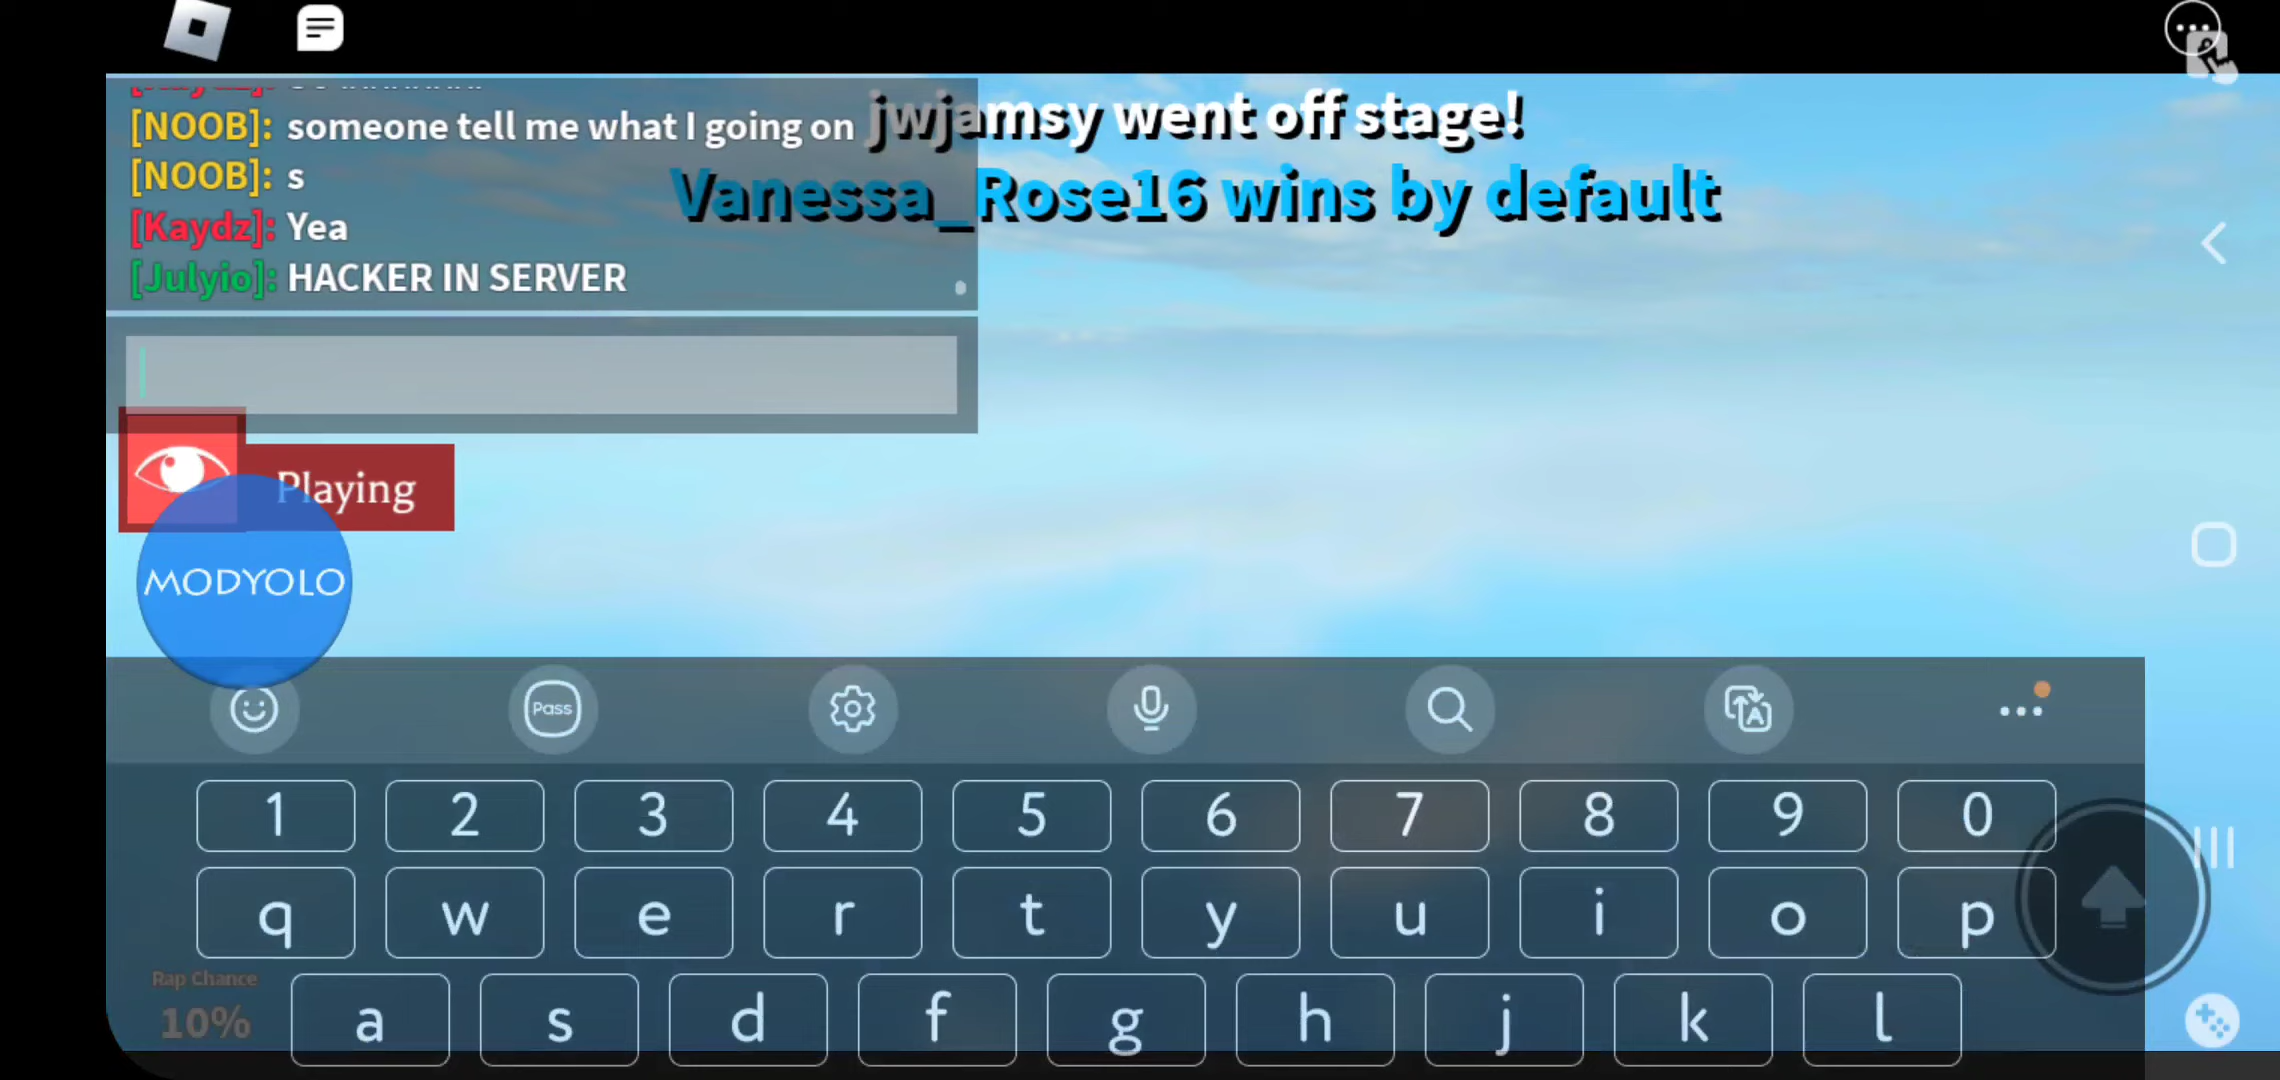 [NOOB]: someone tell me what I going on
[NOOB]: s
[Kaydz]: Yea
[Julyio]: HACKER IN SERVER
jwjamsy went off stage!
Vanessa_Rose16 wins by default
Playing
MODYOLO
Pass
A
1 2 3 4 5 6 7 8 9 0
q w e r t y u i o p
Rap Chance
10%
a s d f g h j k l